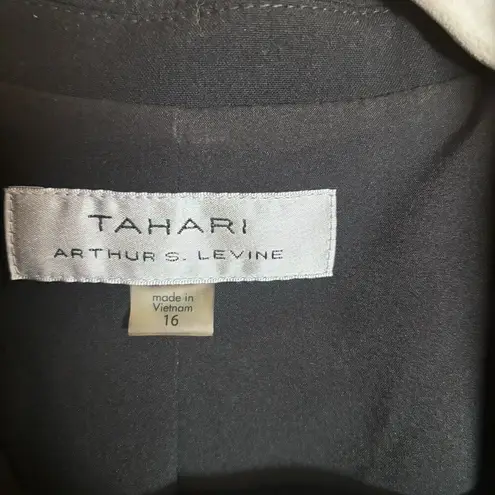 TAHARI
ARTHUR S. LEVINE
made in
Vietnam
16